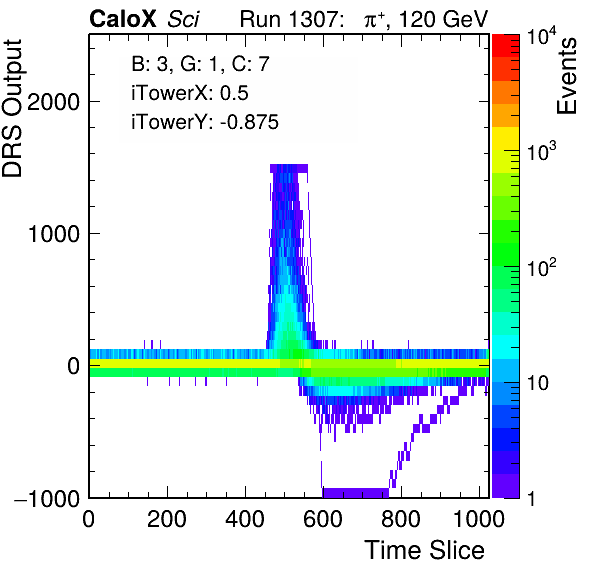 CaloX Sci Run 1307: π⁺, 120 GeV
B: 3, G: 1, C: 7
iTowerX: 0.5
iTowerY: -0.875
DRS Output
2000
1000
0
−1000
0 200 400 600 800 1000
Time Slice
Events
10⁴
10³
10²
10
1